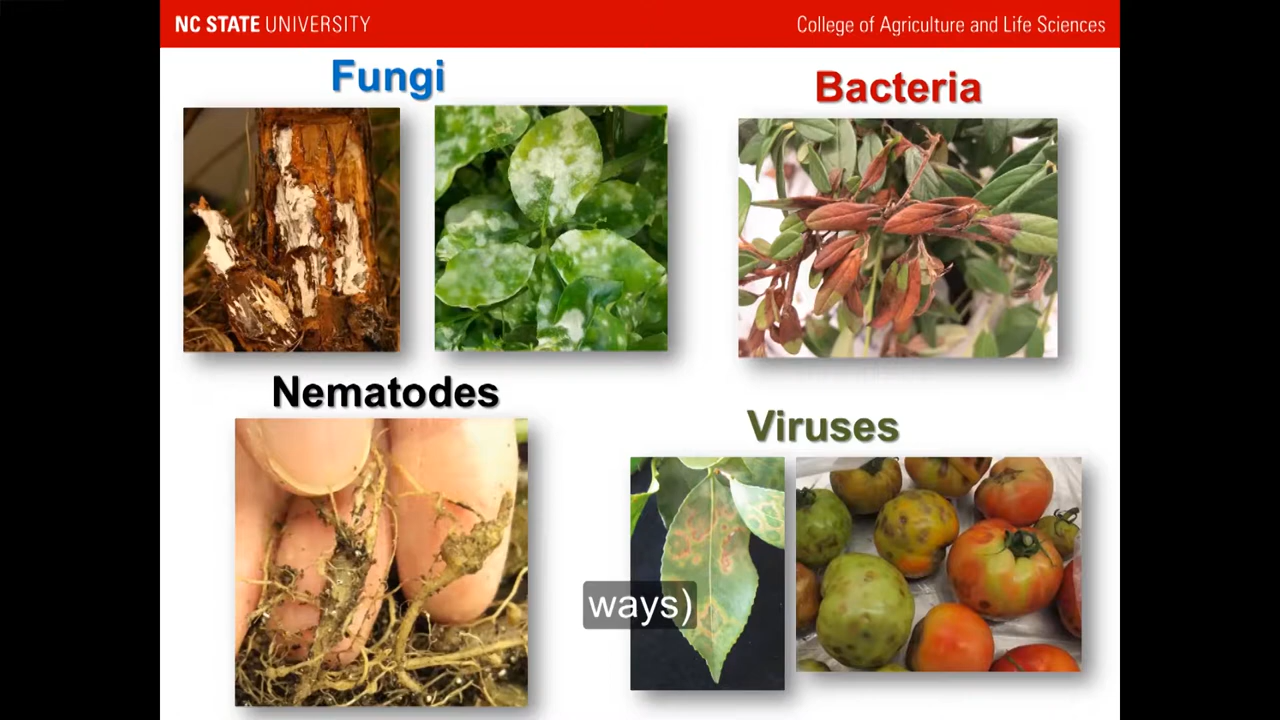 NC STATE UNIVERSITY
College of Agriculture and Life Sciences
Fungi
Bacteria
Nematodes
Viruses
ways)